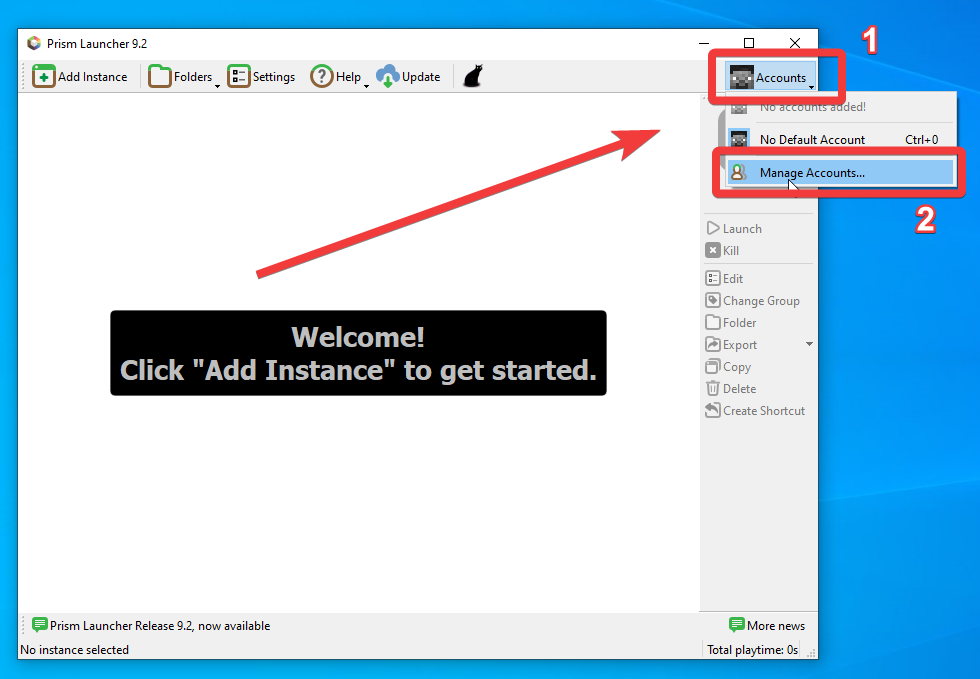 Prism Launcher 9.2
1
Add Instance
Folders
Settings
Help
Update
Accounts
No accounts added!
No Default Account Ctrl+0
Manage Accounts...
2
Launch
Kill
Edit
Change Group
Folder
Export
Copy
Delete
Create Shortcut
Welcome!
Click "Add Instance" to get started.
Prism Launcher Release 9.2, now available
More news
No instance selected
Total playtime: 0s